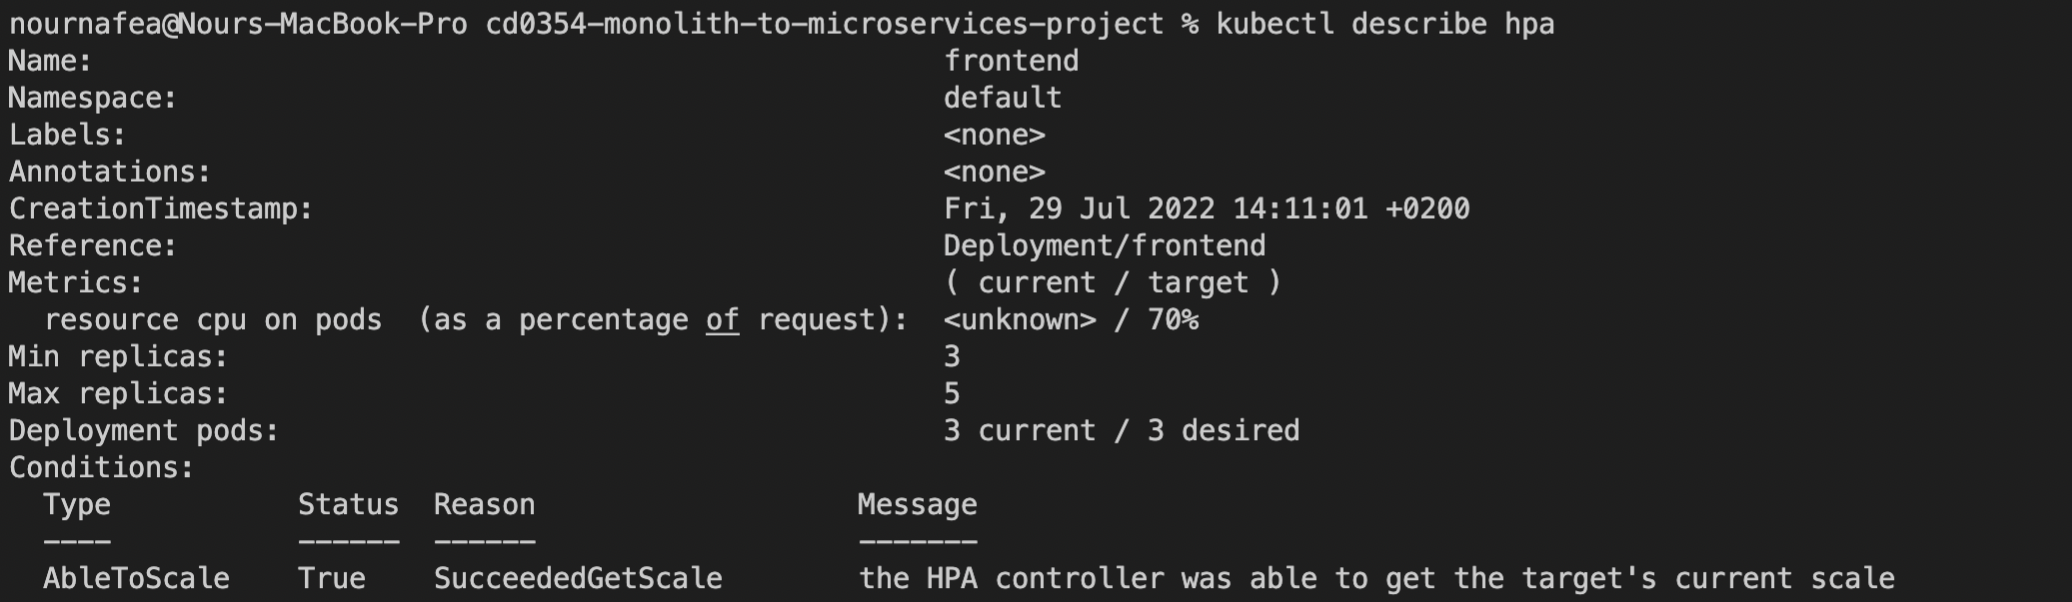 nournafea@Nours-MacBook-Pro cd0354-monolith-to-microservices-project % kubectl describe hpa
Name: frontend
Namespace: default
Labels: <none>
Annotations: <none>
CreationTimestamp: Fri, 29 Jul 2022 14:11:01 +0200
Reference: Deployment/frontend
Metrics: ( current / target )
  resource cpu on pods  (as a percentage of request):  <unknown> / 70%
Min replicas: 3
Max replicas: 5
Deployment pods: 3 current / 3 desired
Conditions:
  Type           Status  Reason                   Message
  ----           ------  ------                   -------
  AbleToScale    True    SucceededGetScale        the HPA controller was able to get the target's current scale